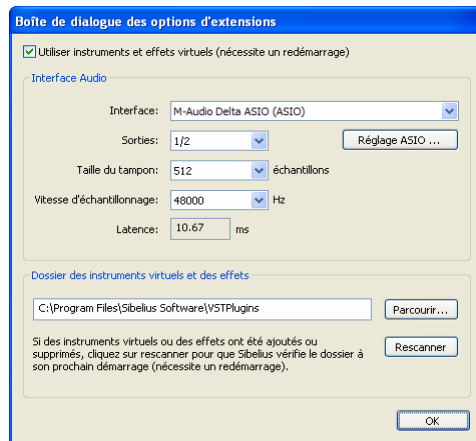 Boîte de dialogue des options d'extensions
Utiliser instruments et effets virtuels (nécessite un redémarrage)
Interface Audio
Interface: M-Audio Delta ASIO (ASIO)
Sorties: 1/2 Réglage ASIO ...
Taille du tampon: 512 échantillons
Vitesse d'échantillonnage: 48000 Hz
Latence: 10.67 ms
Dossier des instruments virtuels et des effets
C:\Program Files\Sibelius Software\VSTPlugins Parcourir...
Si des instruments virtuels ou des effets ont été ajoutés ou
supprimés, cliquez sur rescanner pour que Sibelius vérifie le dossier à
son prochain démarrage (nécessite un redémarrage).
Rescanner
OK